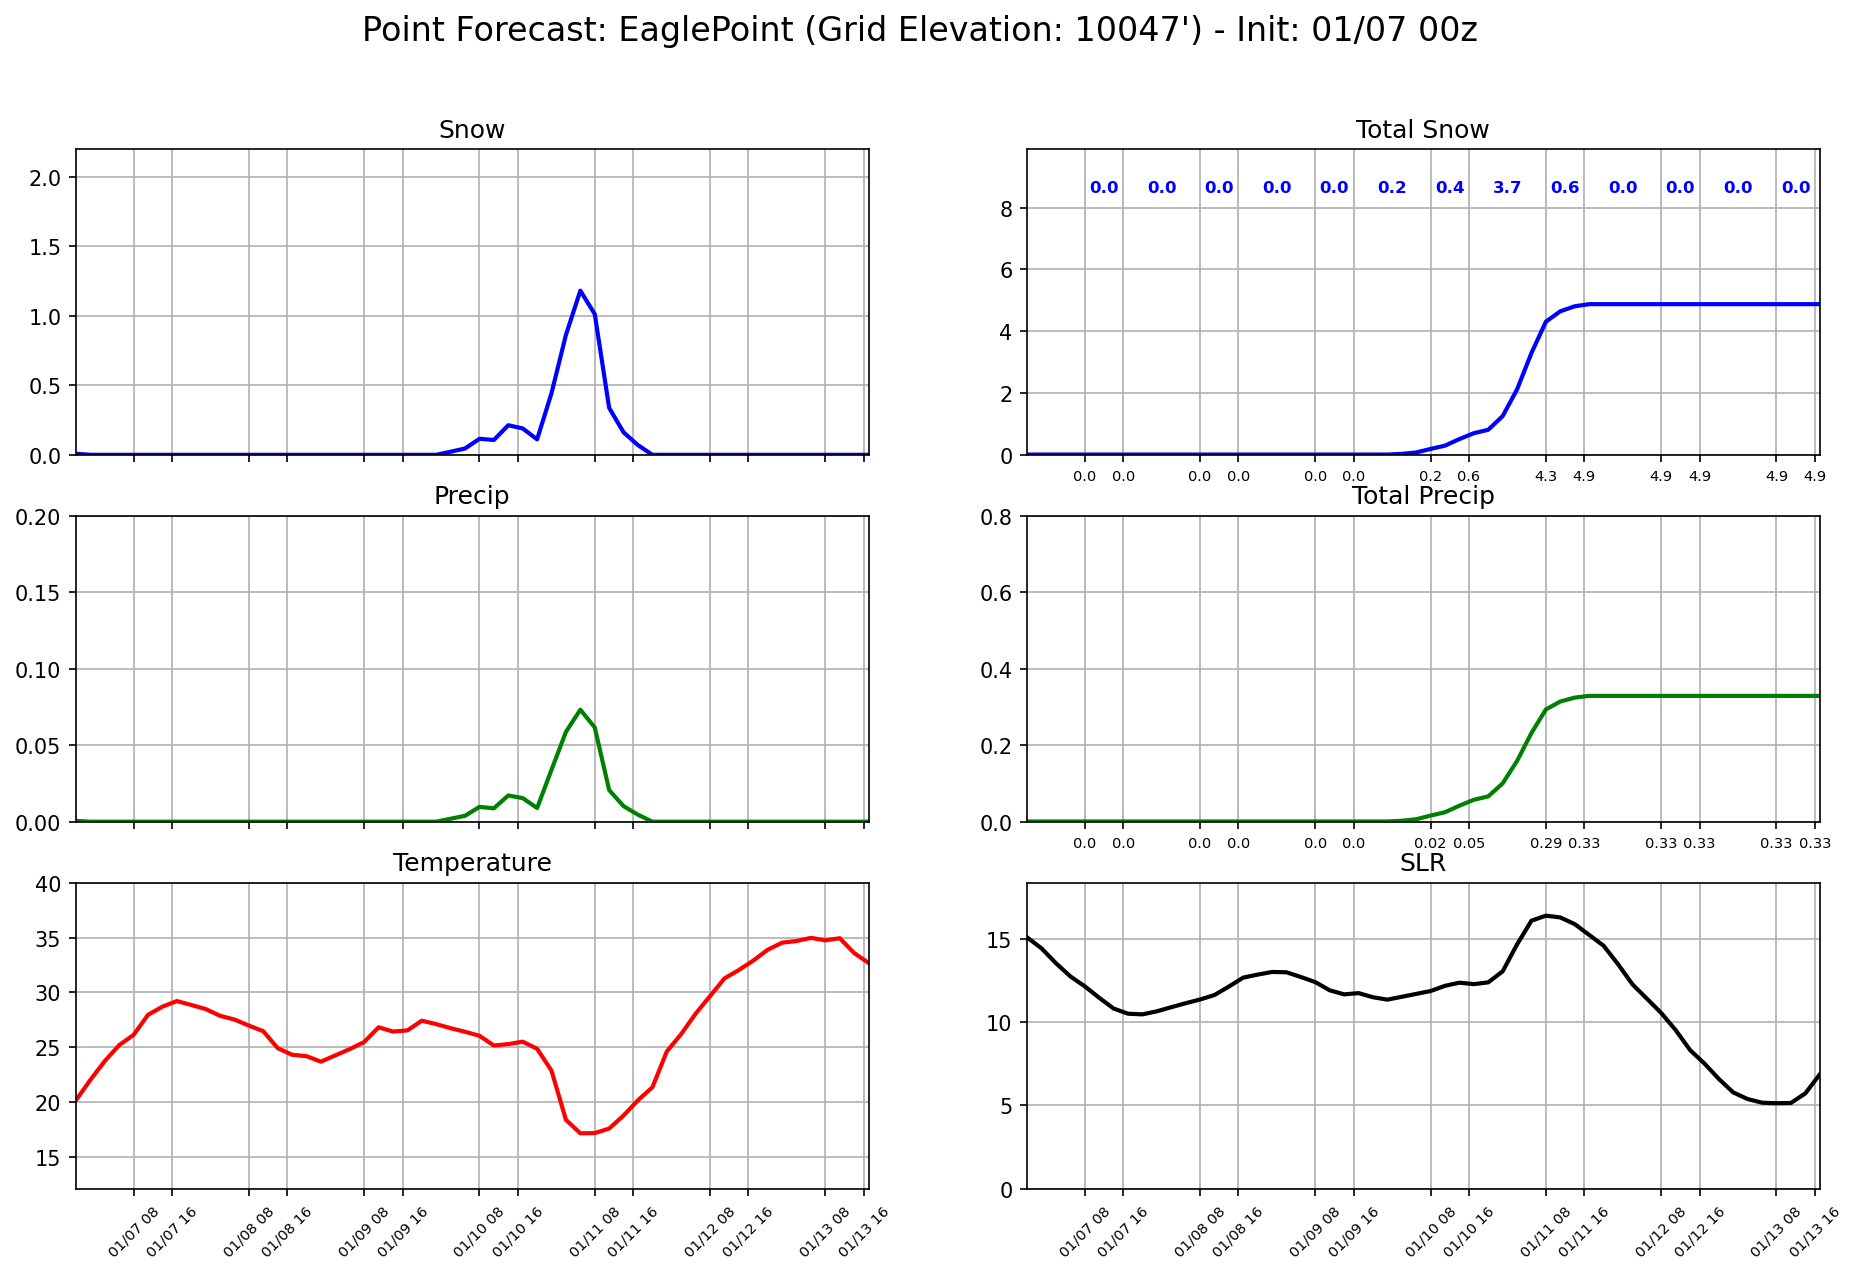 Point Forecast: EaglePoint (Grid Elevation: 10047') - Init: 01/07 00z
Snow
2.0
1.5
1.0
0.5
0.0
Total Snow
0.0 0.0 0.0 0.0 0.0 0.2 0.4 3.7 0.6 0.0 0.0 0.0 0.0
8
6
4
2
0
0.0 0.0 0.0 0.0 0.0 0.0 0.2 0.6 4.3 4.9 4.9 4.9 4.9 4.9
Precip
0.20
0.15
0.10
0.05
0.00
Total Precip
0.8
0.6
0.4
0.2
0.0
0.0 0.0 0.0 0.0 0.0 0.0 0.02 0.05 0.29 0.33 0.33 0.33 0.33 0.33
Temperature
40
35
30
25
20
15
01/07 08 01/07 16 01/08 08 01/08 16 01/09 08 01/09 16 01/10 08 01/10 16 01/11 08 01/11 16 01/12 08 01/12 16 01/13 08 01/13 16
SLR
15
10
5
0
01/07 08 01/07 16 01/08 08 01/08 16 01/09 08 01/09 16 01/10 08 01/10 16 01/11 08 01/11 16 01/12 08 01/12 16 01/13 08 01/13 16